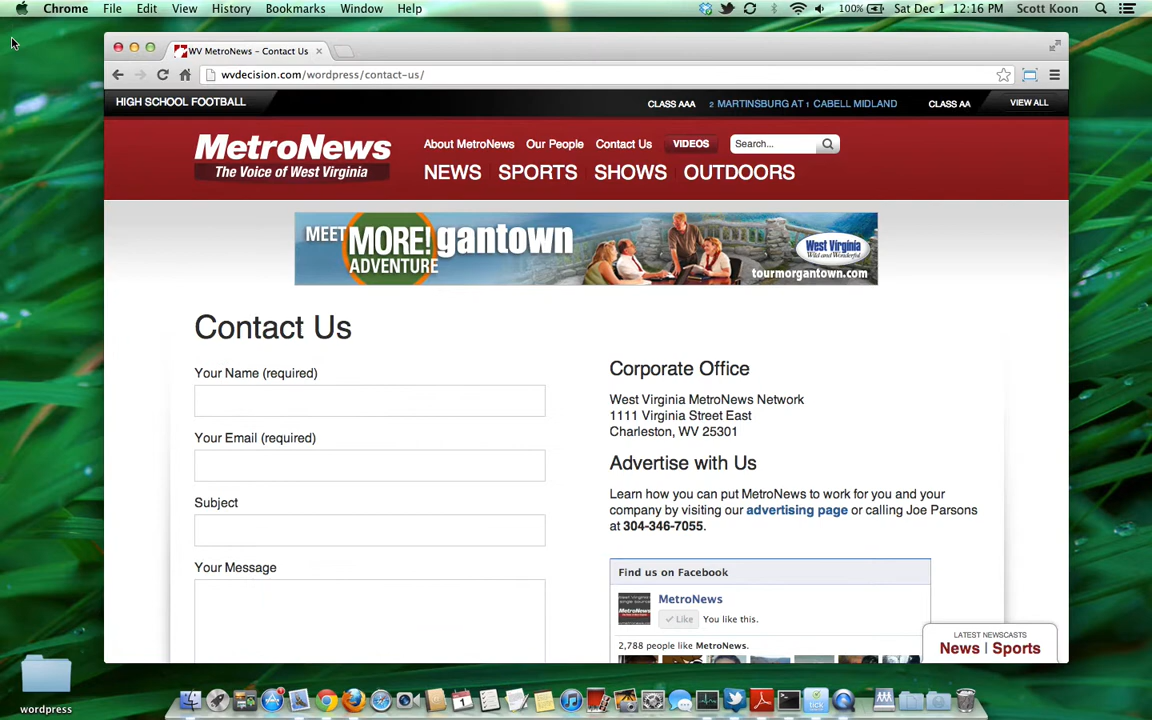 Chrome File Edit View History Bookmarks Window Help 100% Sat Dec 1 12:16 PM Scott Koon
WV MetroNews – Contact Us
wvdecision.com/wordpress/contact-us/
HIGH SCHOOL FOOTBALL CLASS AAA 2 MARTINSBURG AT 1 CABELL MIDLAND CLASS AA VIEW ALL
MetroNews
The Voice of West Virginia
About MetroNews Our People Contact Us VIDEOS Search...
NEWS SPORTS SHOWS OUTDOORS
MEET MORE!gantown
ADVENTURE
West Virginia
Wild and Wonderful
tourmorgantown.com
Contact Us
Your Name (required)
Your Email (required)
Subject
Your Message
Corporate Office
West Virginia MetroNews Network
1111 Virginia Street East
Charleston, WV 25301
Advertise with Us
Learn how you can put MetroNews to work for you and your
company by visiting our advertising page or calling Joe Parsons
at 304-346-7055.
Find us on Facebook
MetroNews
Like You like this.
2,788 people like MetroNews.
LATEST NEWSCASTS
News | Sports
wordpress
tick